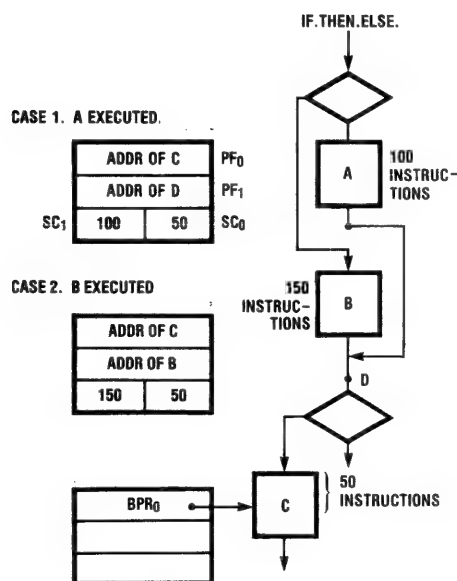 IF.THEN.ELSE.
CASE 1. A EXECUTED.
ADDR OF C PF0
ADDR OF D PF1
SC1 100 50 SC0
A
100
INSTRUC-
TIONS
CASE 2. B EXECUTED
ADDR OF C
ADDR OF B
150 50
150
INSTRUC-
TIONS
B
D
BPR0
C
50
INSTRUCTIONS